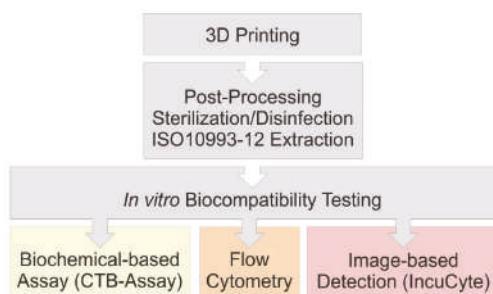 3D Printing
Post-Processing
Sterilization/Disinfection
ISO10993-12 Extraction
In vitro Biocompatibility Testing
Biochemical-based
Assay (CTB-Assay)
Flow
Cytometry
Image-based
Detection (IncuCyte)